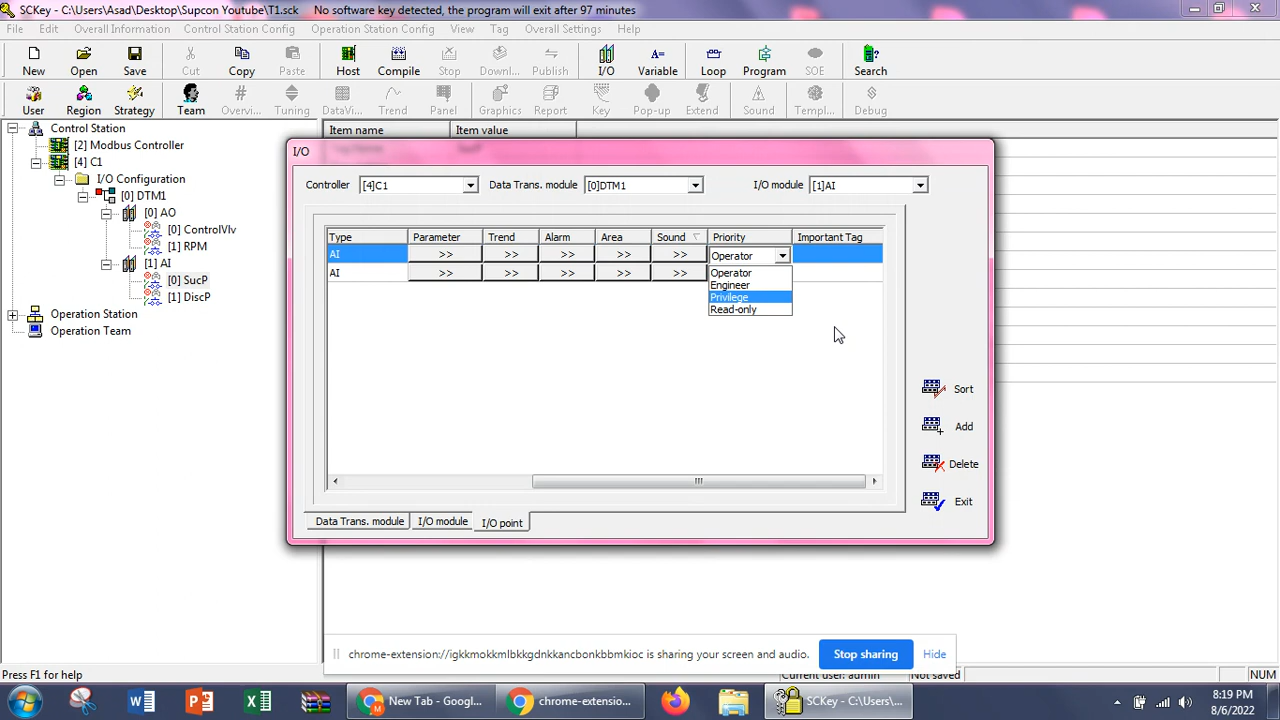 SCKey - C:\Users\Asad\Desktop\Supcon Youtube\T1.sck No software key detected, the program will exit after 97 minutes
File Edit Overall Information Control Station Config Operation Station Config View Tag Overall Settings Help
New Open Save Cut Copy Paste Host Compile Stop Downl... Publish I/O Variable Loop Program SOE Search
User Region Strategy Team Overvi... Tuning DataVi... Trend Panel Graphics Report Key Pop-up Extend Sound Templ... Debug
Control Station
[2] Modbus Controller
[4] C1
I/O Configuration
[0] DTM1
[0] AO
[0] ControlVlv
[1] RPM
[1] AI
[0] SucP
[1] DiscP
Operation Station
Operation Team
Item name Item value
I/O
Controller [4]C1 Data Trans. module [0]DTM1 I/O module [1]AI
Type Parameter Trend Alarm Area Sound Priority Important Tag
AI >> >> >> >> >> Operator
AI >> >> >> >> >>
Operator
Engineer
Privilege
Read-only
Sort
Add
Delete
Exit
Data Trans. module I/O module I/O point
chrome-extension://igkkmokkmlbkkgdnkkancbonkbbmkioc is sharing your screen and audio. Stop sharing Hide
Press F1 for help Current user: admin Not saved NUM
New Tab - Googl... chrome-extensio... SCKey - C:\Users\...
8:19 PM
8/6/2022